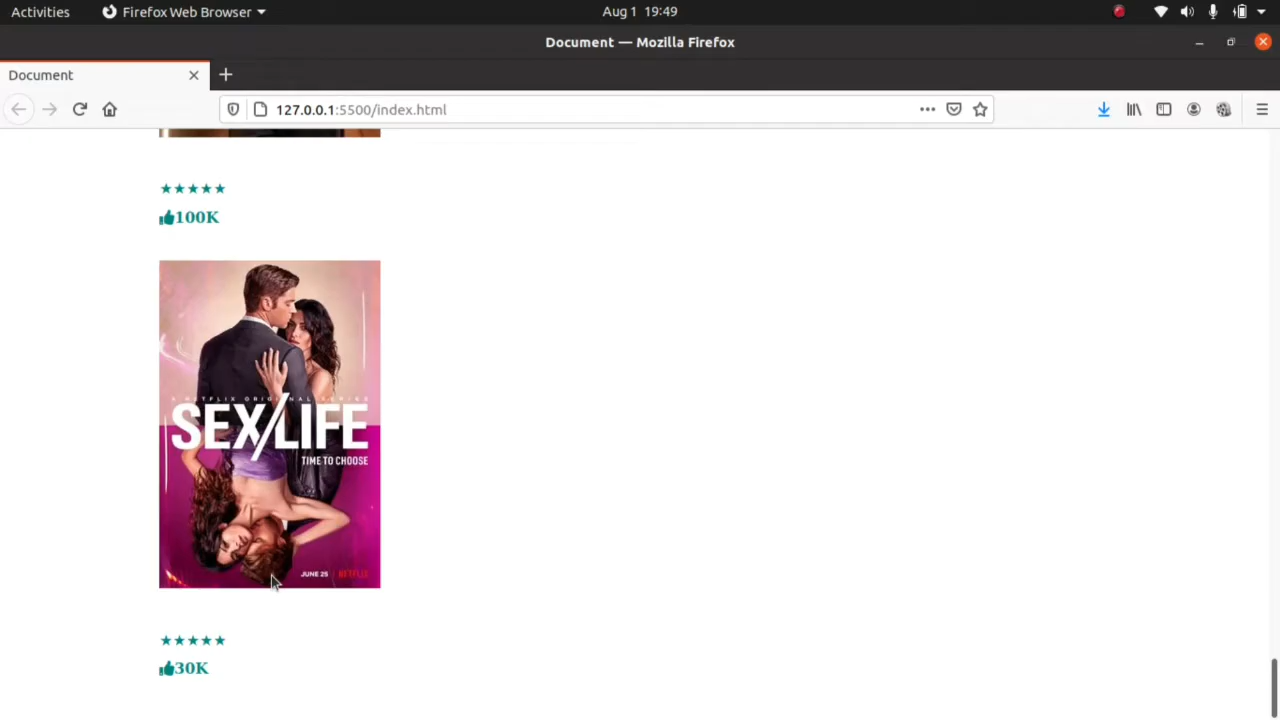 Activities Firefox Web Browser Aug 1 19:49
Document — Mozilla Firefox
Document
127.0.0.1:5500/index.html
★★★★★
100K
A NETFLIX ORIGINAL SERIES
SEX/LIFE
TIME TO CHOOSE
JUNE 25 NETFLIX
★★★★★
30K